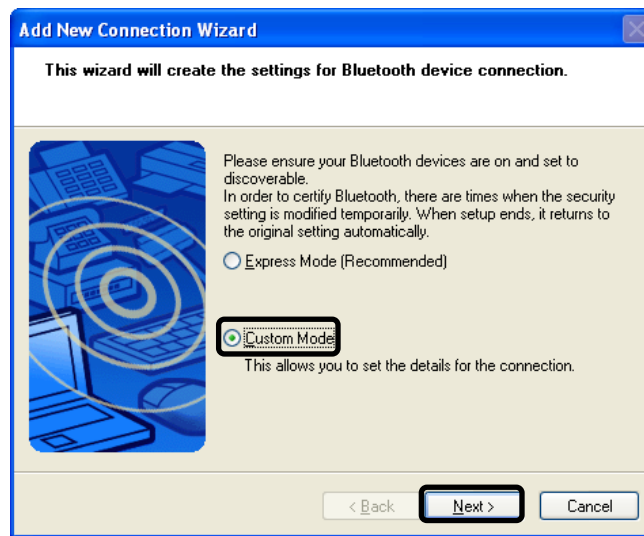 Add New Connection Wizard
This wizard will create the settings for Bluetooth device connection.
Please ensure your Bluetooth devices are on and set to
discoverable.
In order to certify Bluetooth, there are times when the security
setting is modified temporarily. When setup ends, it returns to
the original setting automatically.
Express Mode (Recommended)
Custom Mode
This allows you to set the details for the connection.
< Back Next > Cancel